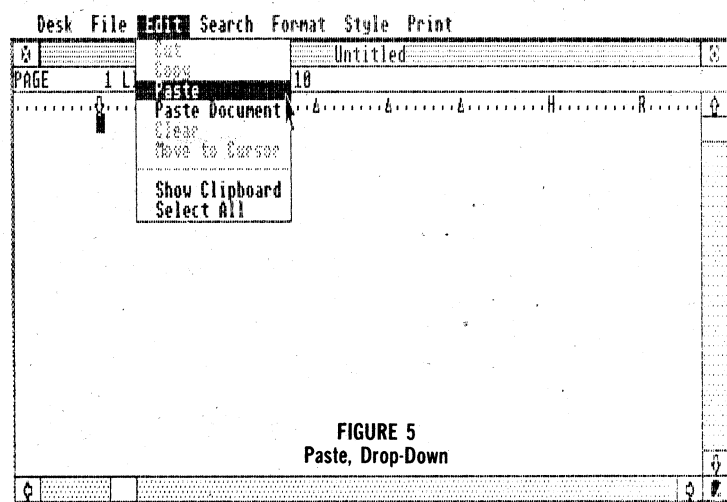 Desk File Edit Search Format Style Print
Untitled
PAGE 1 L 10
H R
Cut
Copy
Paste
Paste Document
Clear
Move to Cursor
Show Clipboard
Select All
FIGURE 5
Paste, Drop-Down